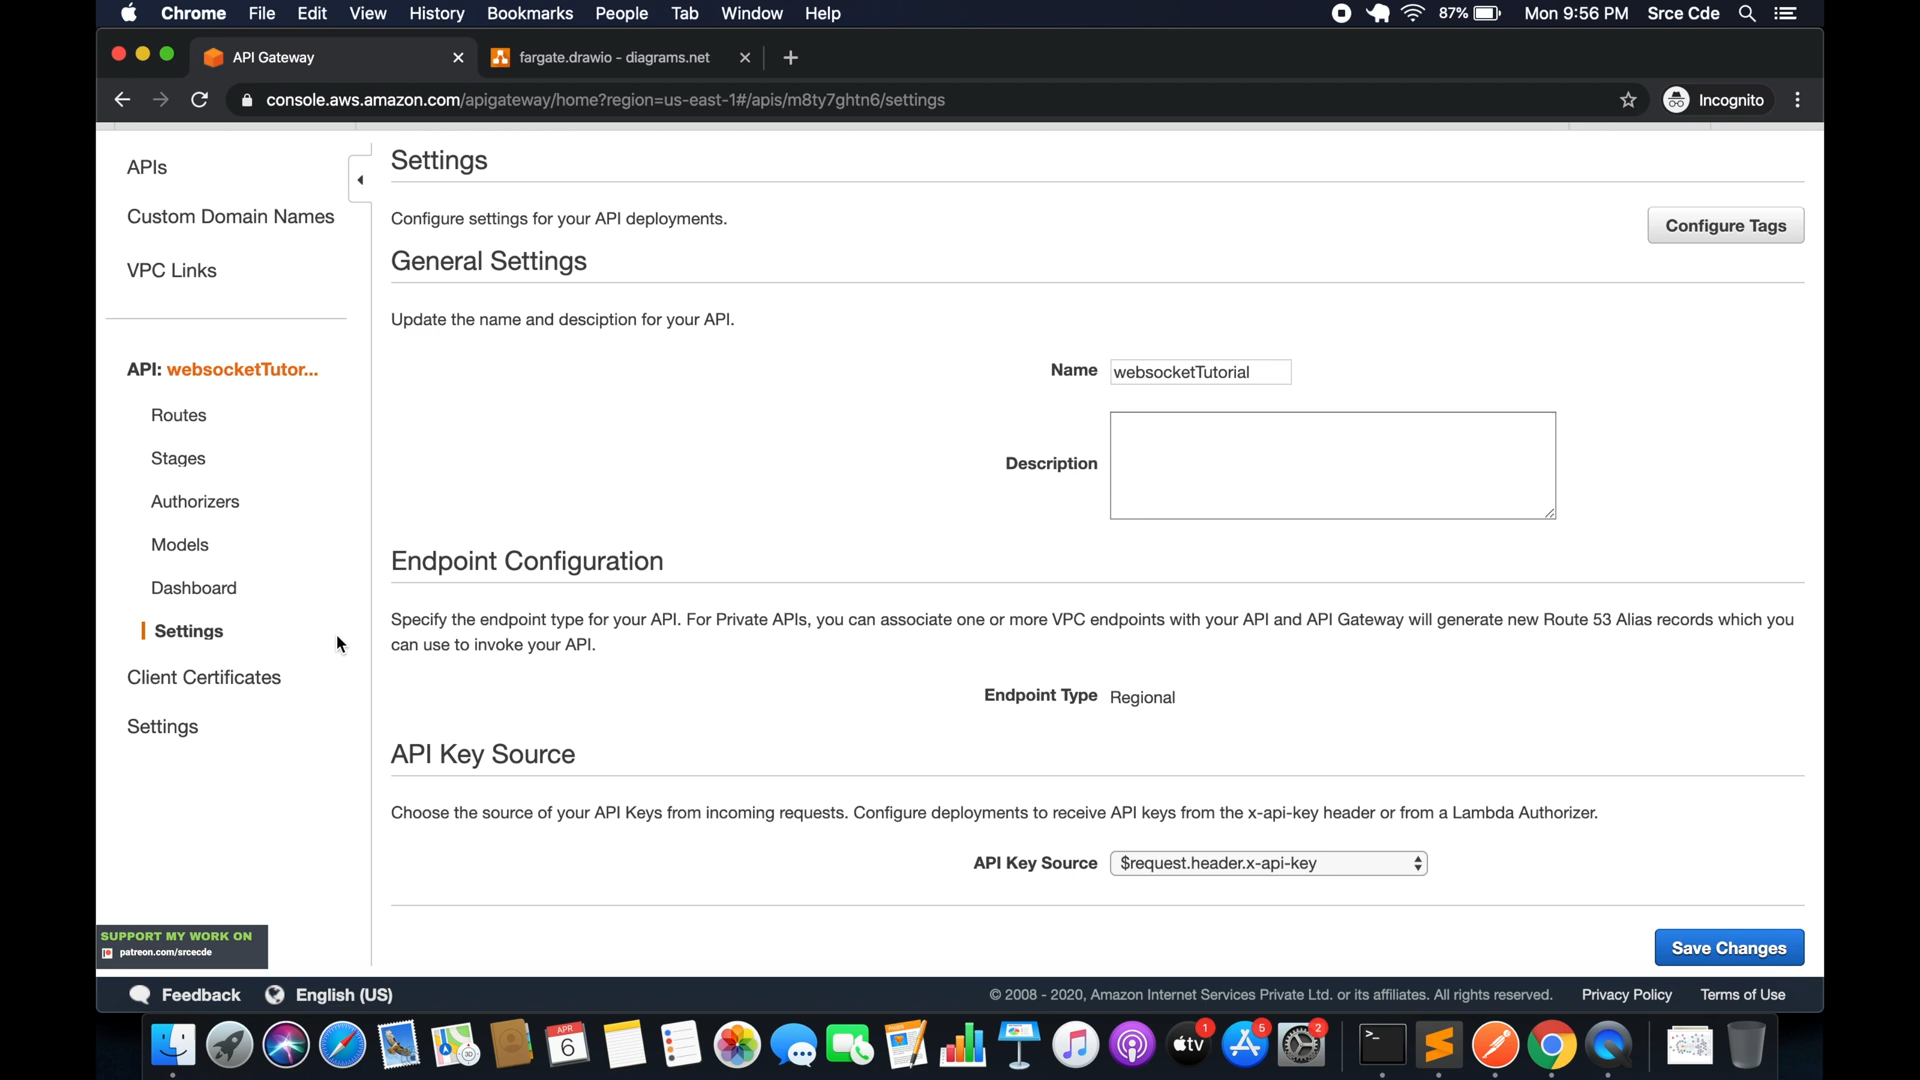 Chrome File Edit View History Bookmarks People Tab Window Help 87% Mon 9:56 PM Srce Cde
API Gateway fargate.drawio - diagrams.net
console.aws.amazon.com/apigateway/home?region=us-east-1#/apis/m8ty7ghtn6/settings Incognito
APIs
Custom Domain Names
VPC Links
API: websocketTutor...
Routes
Stages
Authorizers
Models
Dashboard
Settings
Client Certificates
Settings
Settings
Configure settings for your API deployments.
Configure Tags
General Settings
Update the name and desciption for your API.
Name websocketTutorial
Description
Endpoint Configuration
Specify the endpoint type for your API. For Private APIs, you can associate one or more VPC endpoints with your API and API Gateway will generate new Route 53 Alias records which you
can use to invoke your API.
Endpoint Type Regional
API Key Source
Choose the source of your API Keys from incoming requests. Configure deployments to receive API keys from the x-api-key header or from a Lambda Authorizer.
API Key Source $request.header.x-api-key
Save Changes
SUPPORT MY WORK ON
patreon.com/srcecde
Feedback English (US) © 2008 - 2020, Amazon Internet Services Private Ltd. or its affiliates. All rights reserved. Privacy Policy Terms of Use
APR
6
3D
tv
1
5
2